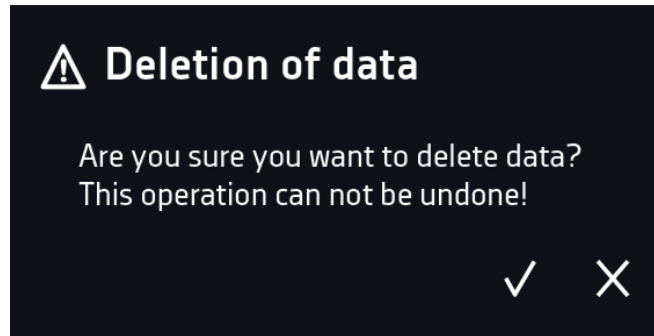 Deletion of data
Are you sure you want to delete data?
This operation can not be undone!